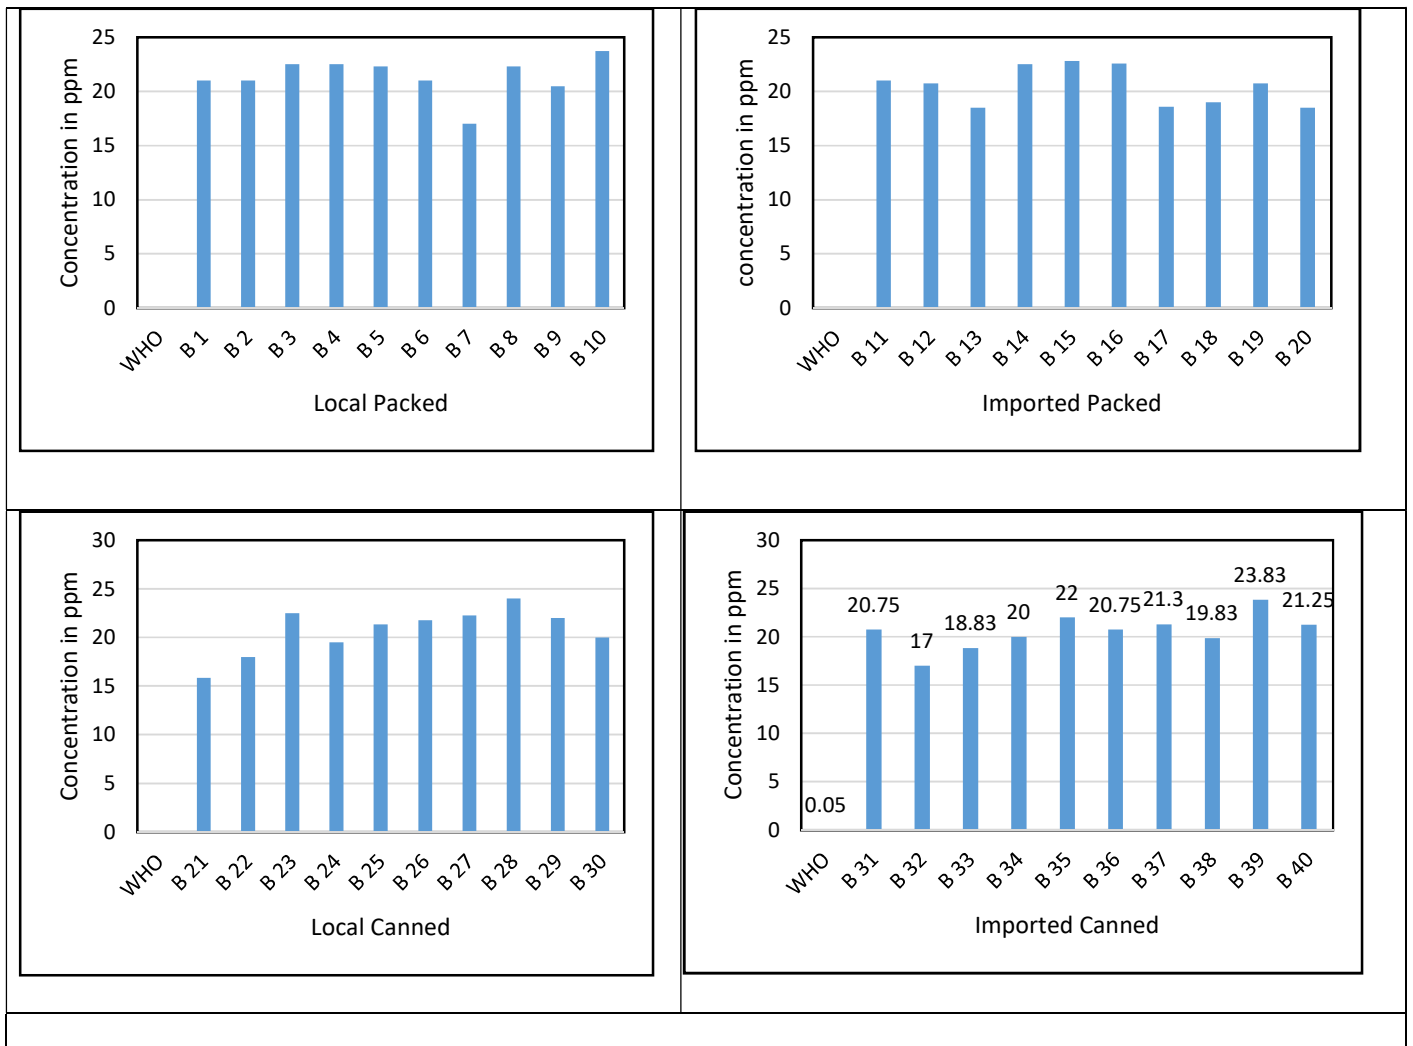 25
20
15
10
5
0
Concentration in ppm
WHO B 1 B 2 B 3 B 4 B 5 B 6 B 7 B 8 B 9 B 10
Local Packed
25
20
15
10
5
0
concentration in ppm
WHO B 11 B 12 B 13 B 14 B 15 B 16 B 17 B 18 B 19 B 20
Imported Packed
30
25
20
15
10
5
0
Concentration in ppm
WHO B 21 B 22 B 23 B 24 B 25 B 26 B 27 B 28 B 29 B 30
Local Canned
30
25
20
15
10
5
0
Concentration in ppm
0.05 20.75 17 18.83 20 22 20.75 21.3 19.83 23.83 21.25
WHO B 31 B 32 B 33 B 34 B 35 B 36 B 37 B 38 B 39 B 40
Imported Canned